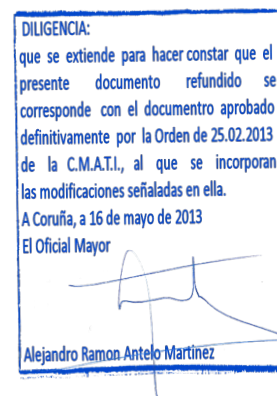 DILIGENCIA:
que se extiende para hacer constar que el
presente documento refundido se
corresponde con el documentro aprobado
definitivamente por la Orden de 25.02.2013
de la C.M.A.T.I., al que se incorporan
las modificaciones señaladas en ella.
A Coruña, a 16 de mayo de 2013
El Oficial Mayor
Alejandro Ramon Antelo Martinez